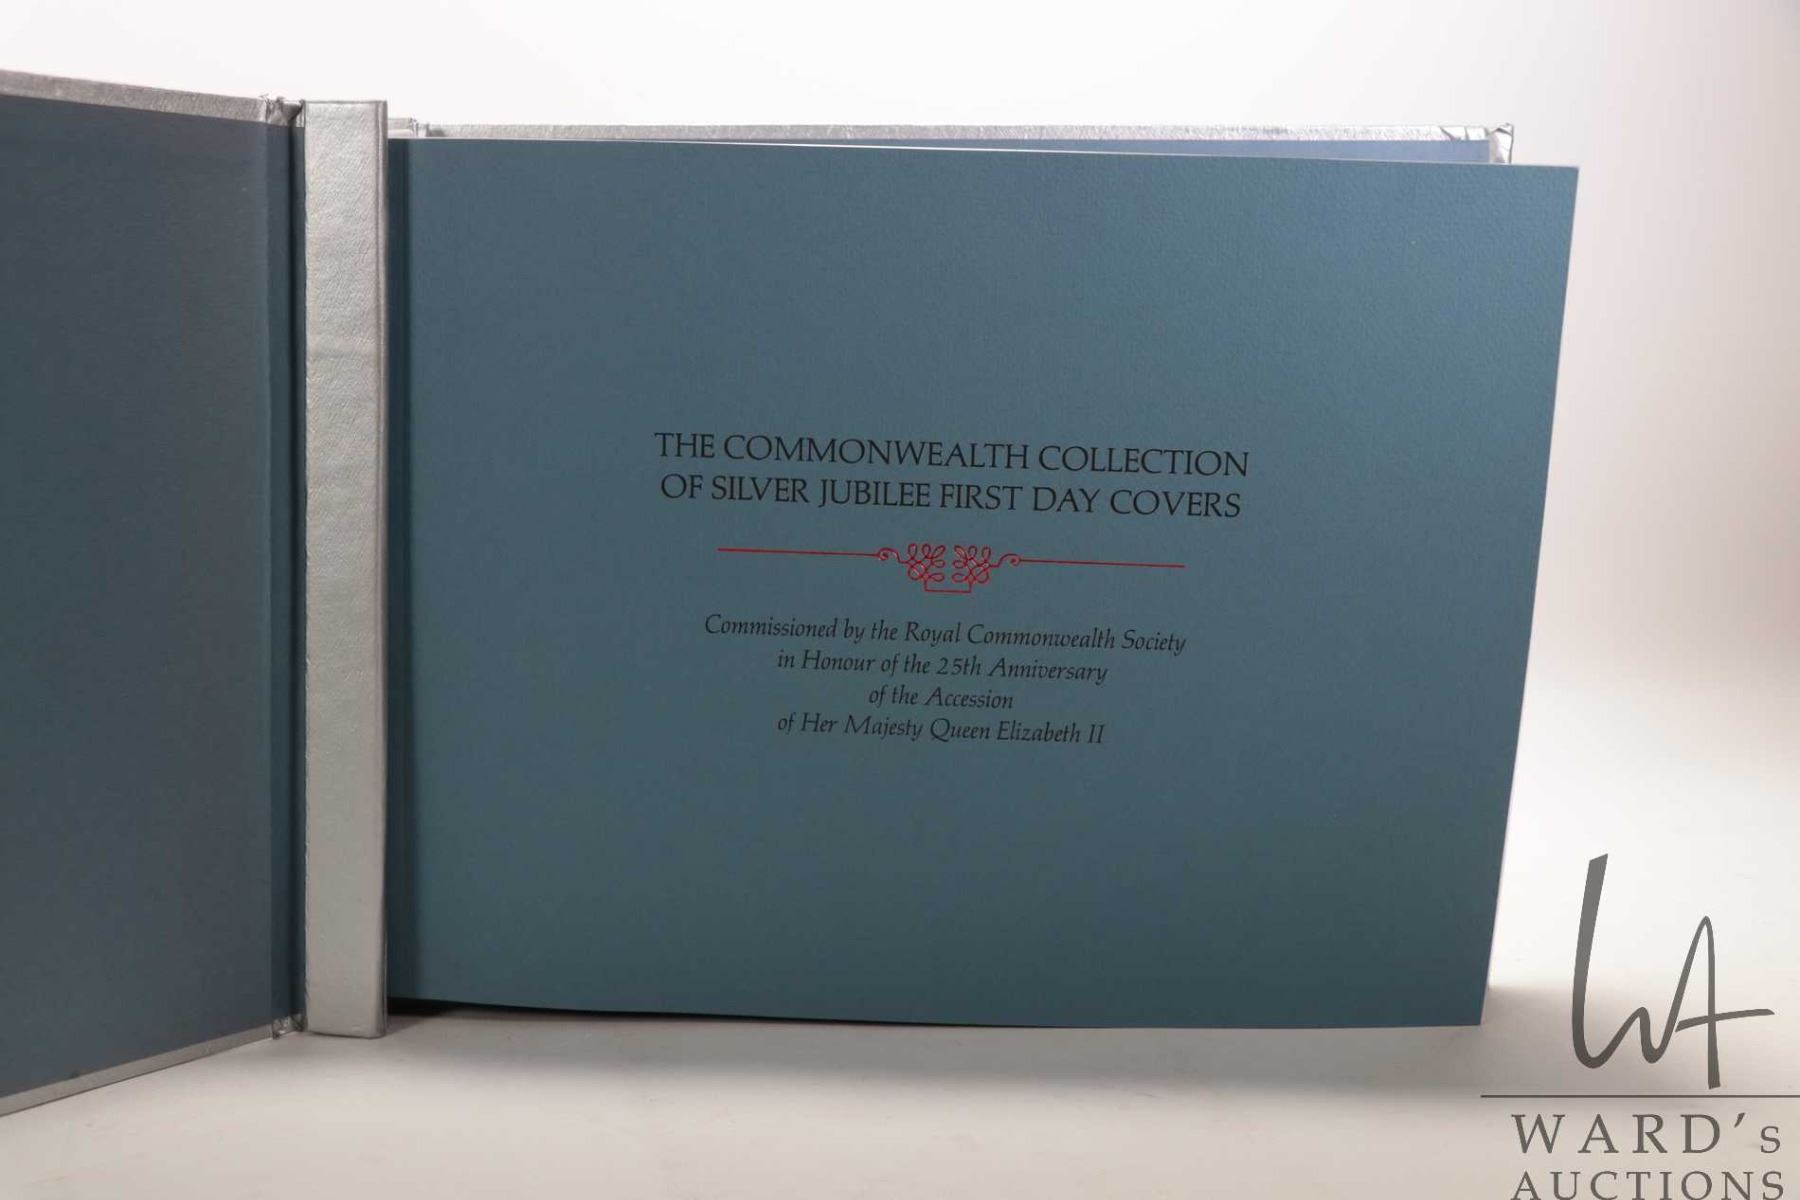 THE COMMONWEALTH COLLECTION
OF SILVER JUBILEE FIRST DAY COVERS
Commissioned by the Royal Commonwealth Society
in Honour of the 25th Anniversary
of the Accession
of Her Majesty Queen Elizabeth II
WA
WARD's
AUCTIONS